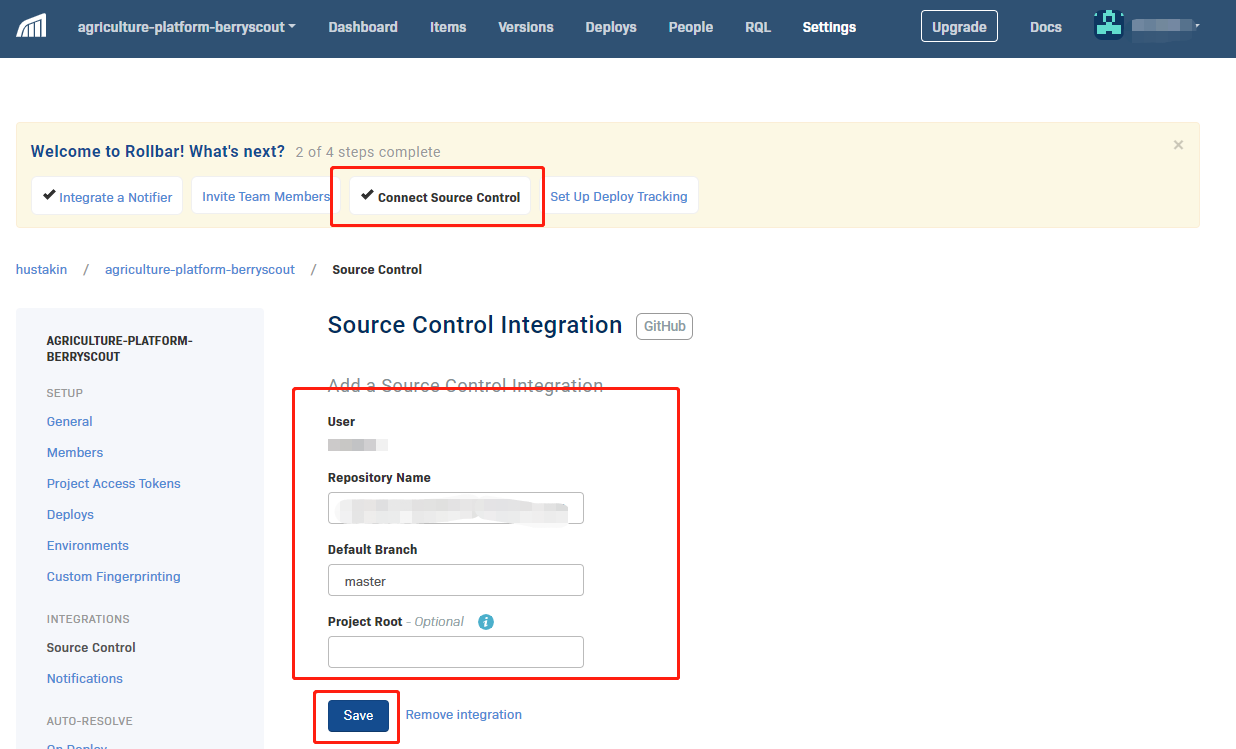 agriculture-platform-berryscout Dashboard Items Versions Deploys People RQL Settings Upgrade Docs
Welcome to Rollbar! What's next? 2 of 4 steps complete ×
Integrate a Notifier Invite Team Members Connect Source Control Set Up Deploy Tracking
hustakin / agriculture-platform-berryscout / Source Control
AGRICULTURE-PLATFORM-
BERRYSCOUT
SETUP
General
Members
Project Access Tokens
Deploys
Environments
Custom Fingerprinting
INTEGRATIONS
Source Control
Notifications
AUTO-RESOLVE
On Deploy
Source Control Integration GitHub
Add a Source Control Integration
User
Repository Name
Default Branch
master
Project Root - Optional i
Save Remove integration